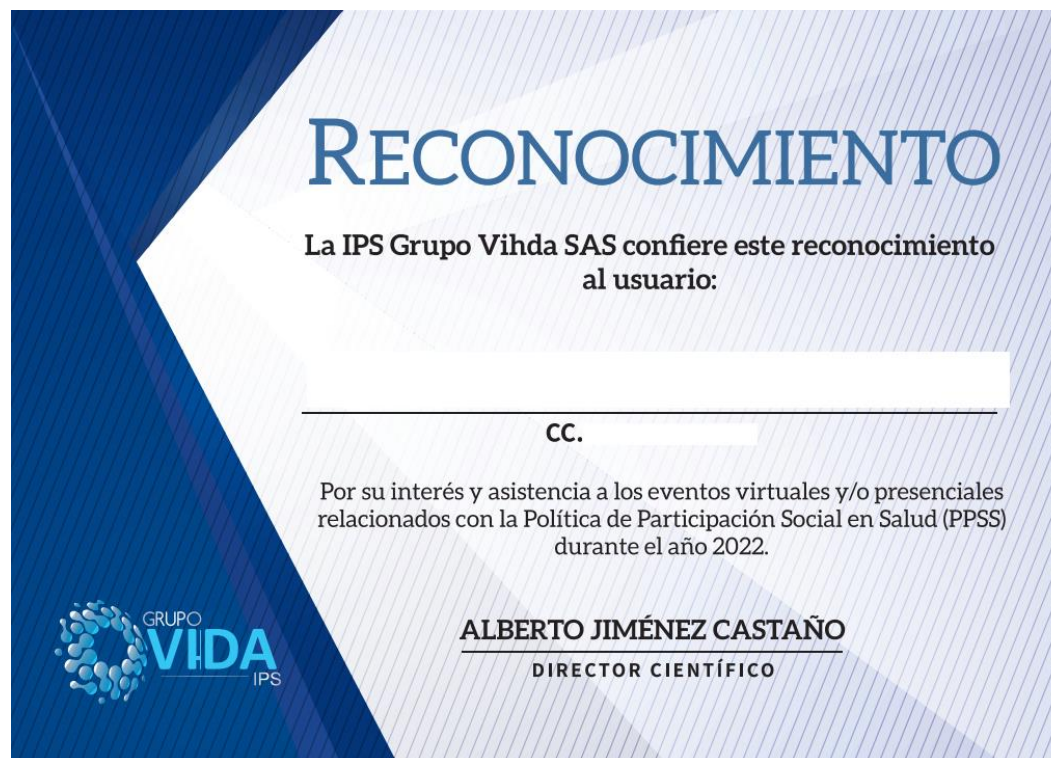 RECONOCIMIENTO
La IPS Grupo Vihda SAS confiere este reconocimiento
al usuario:
CC.
Por su interés y asistencia a los eventos virtuales y/o presenciales
relacionados con la Política de Participación Social en Salud (PPSS)
durante el año 2022.
GRUPO
VIHDA
IPS
ALBERTO JIMÉNEZ CASTAÑO
DIRECTOR CIENTÍFICO